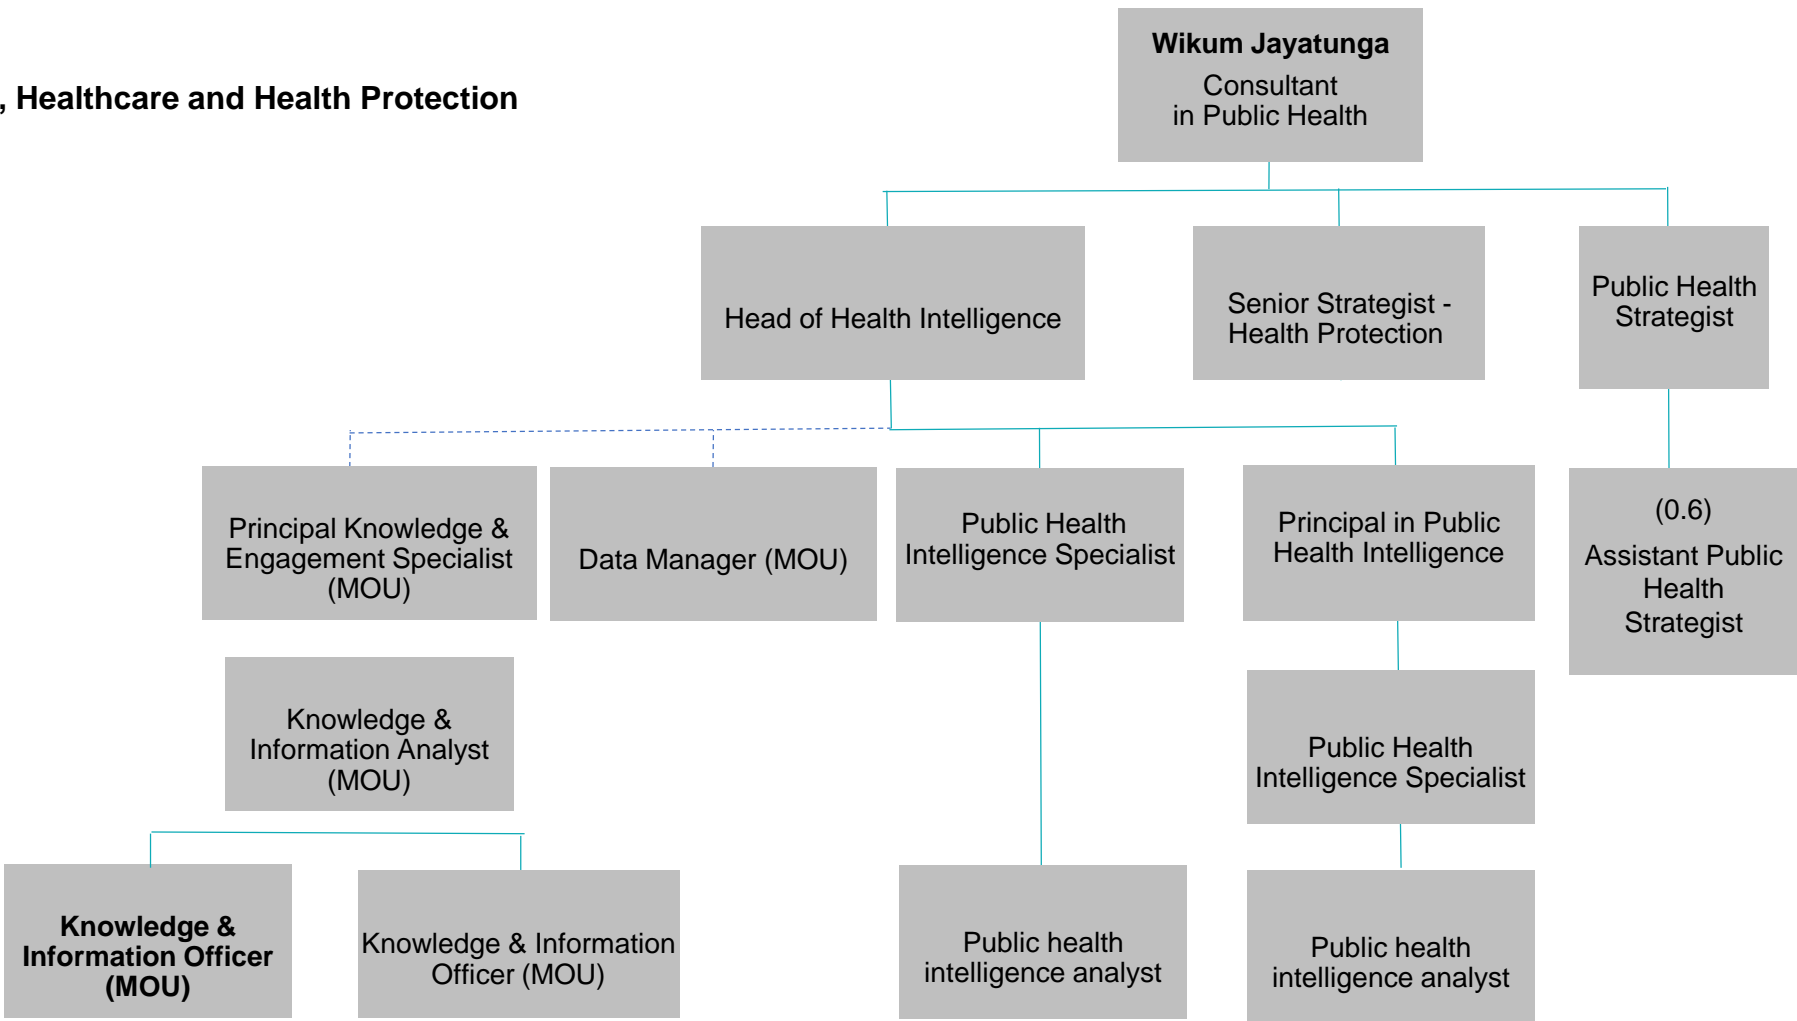 Wikum Jayatunga
Consultant
in Public Health
, Healthcare and Health Protection
Head of Health Intelligence
Senior Strategist -
Health Protection
Public Health
Strategist
Principal Knowledge &
Engagement Specialist
(MOU)
Data Manager (MOU)
Public Health
Intelligence Specialist
Principal in Public
Health Intelligence
(0.6)
Assistant Public
Health
Strategist
Knowledge &
Information Analyst
(MOU)
Public Health
Intelligence Specialist
Knowledge &
Information Officer
(MOU)
Knowledge & Information
Officer (MOU)
Public health
intelligence analyst
Public health
intelligence analyst